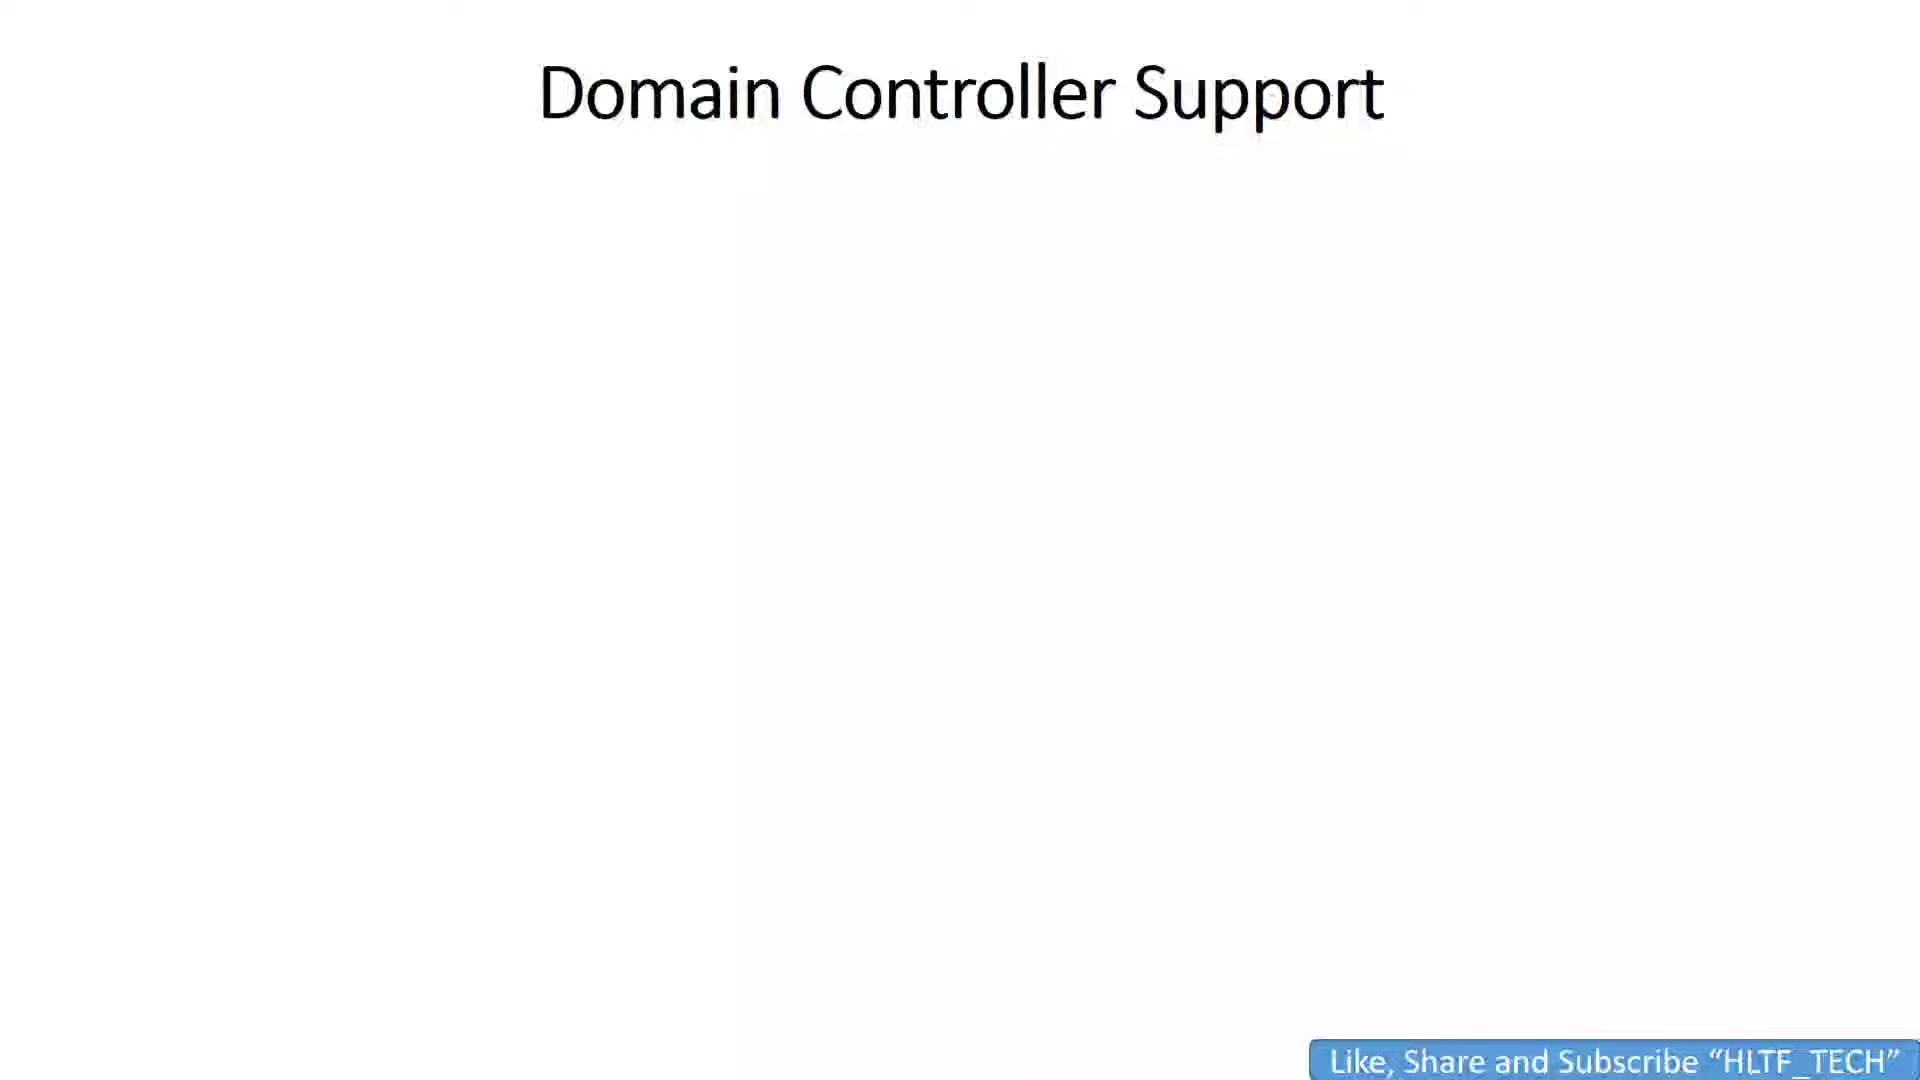 Domain Controller Support
Like, Share and Subscribe “HLTF_TECH”